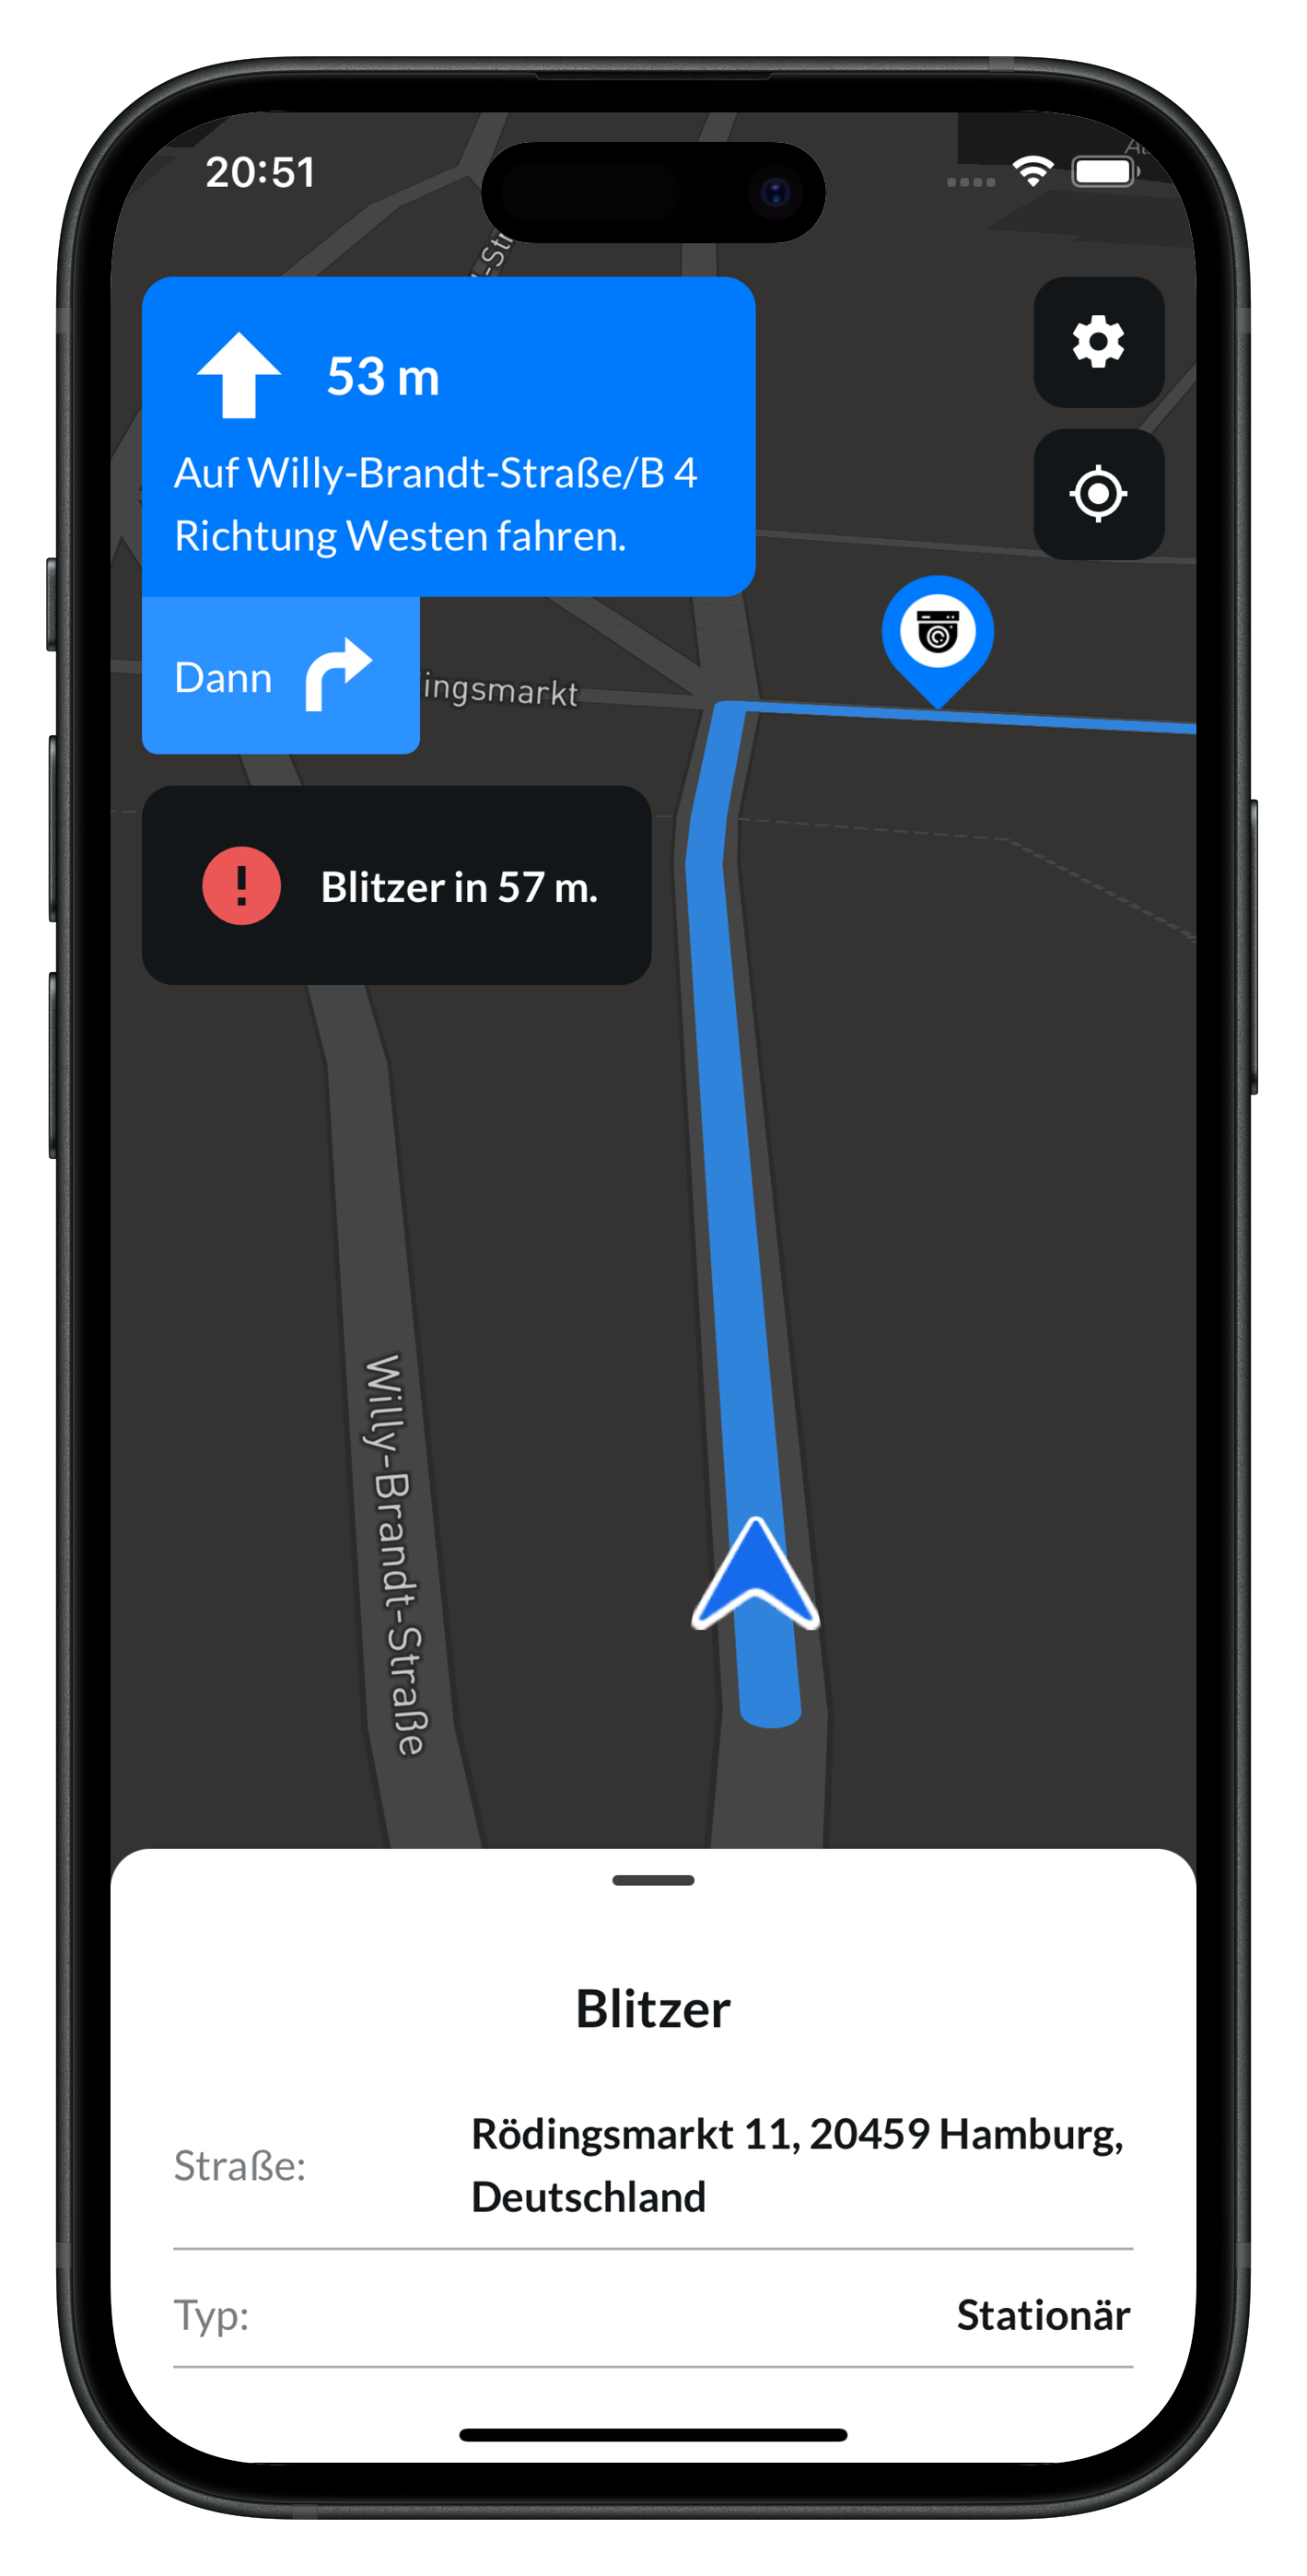 20:51
53 m
Auf Willy-Brandt-Straße/B 4
Richtung Westen fahren.
Dann
ingsmarkt
Blitzer in 57 m.
Willy-Brandt-Straße
Blitzer
Straße:
Rödingsmarkt 11, 20459 Hamburg,
Deutschland
Typ:
Stationär